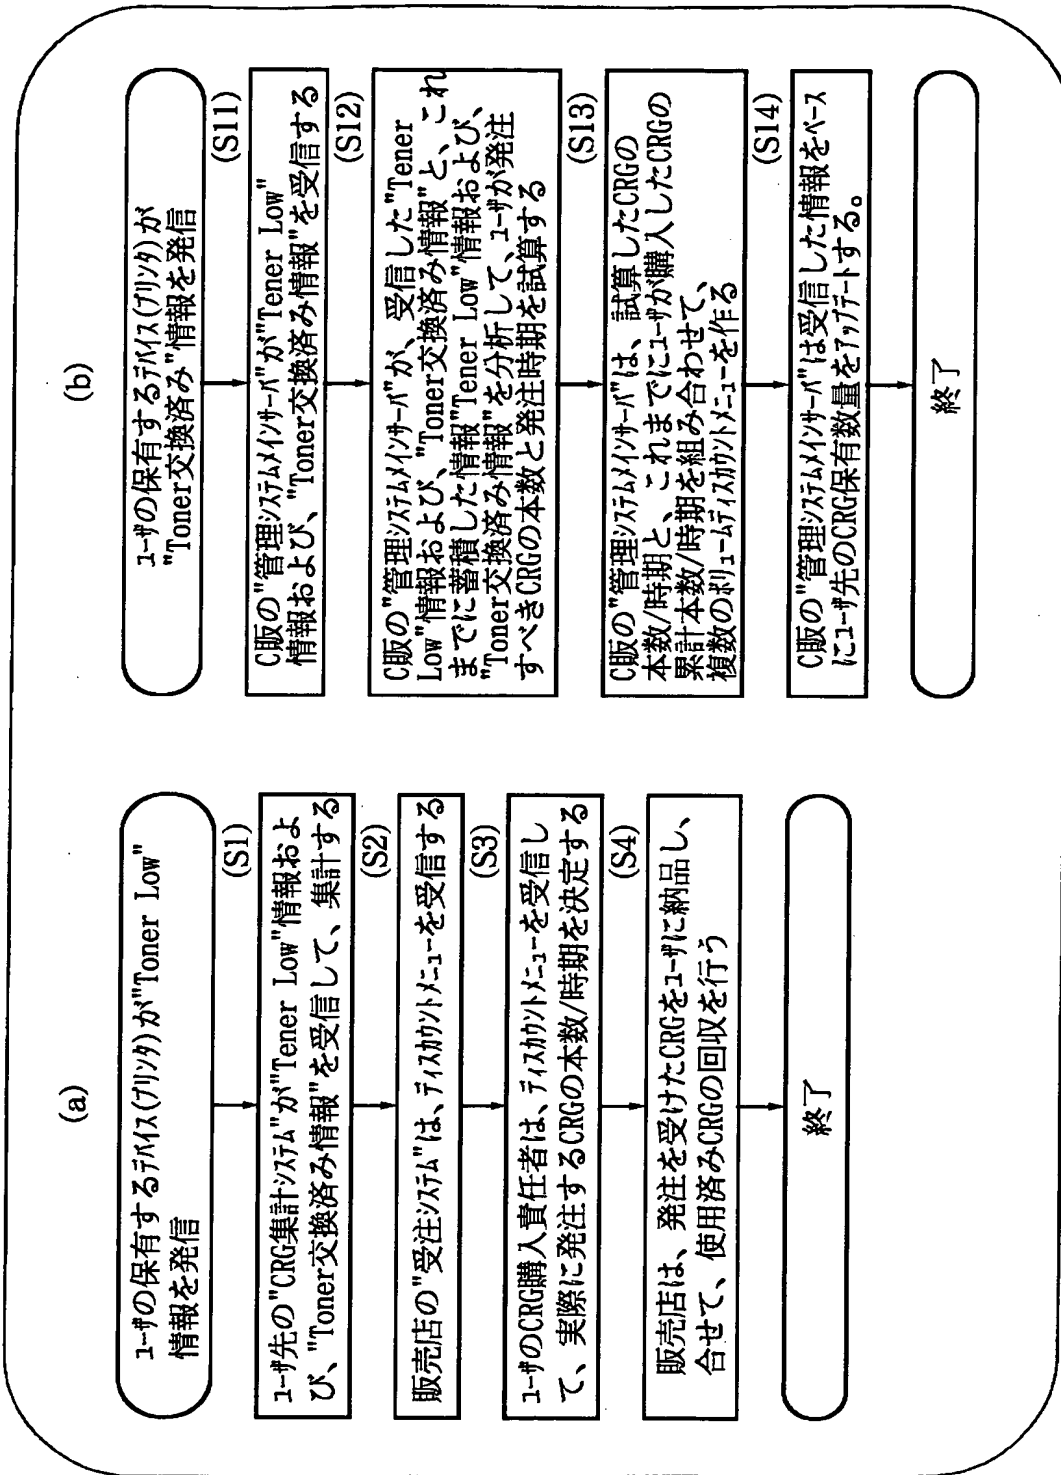 (a)
ユーザの保有するデバイス(プリンタ)が"Toner Low"
情報を発信
(S1)
ユーザ先の"CRG集計システム"が"Tener Low"情報およ
び、"Toner交換済み情報"を受信して、集計する
(S2)
販売店の"受注システム"は、ディスカウントメニューを受信する
(S3)
ユーザのCRG購入責任者は、ディスカウントメニューを受信し
て、実際に発注するCRGの本数/時期を決定する
(S4)
販売店は、発注を受けたCRGをユーザに納品し、
合せて、使用済みCRGの回収を行う
終了
(b)
ユーザの保有するデバイス(プリンタ)が
"Toner交換済み"情報を発信
(S11)
C販の"管理システムメインサーバ"が"Tener Low"
情報および、"Toner交換済み情報"を受信する
(S12)
C販の"管理システムメインサーバ"が、受信した"Tener
Low"情報および、"Toner交換済み情報"と、これ
までに蓄積した情報"Tener Low"情報および、
"Toner交換済み情報"を分析して、ユーザが発注
すべきCRGの本数と発注時期を試算する
(S13)
C販の"管理システムメインサーバ"は、試算したCRGの
本数/時期と、これまでにユーザが購入したCRGの
累計本数/時期を組み合わせて、
複数のボリュームディスカウントメニューを作る
(S14)
C販の"管理システムメインサーバ"は受信した情報をベース
にユーザ先のCRG保有数量をアップデートする。
終了